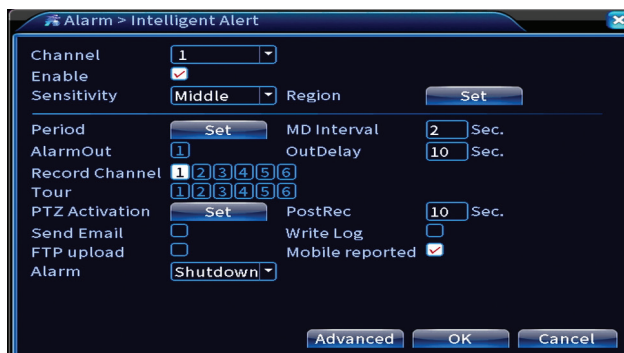 Alarm > Intelligent Alert
Channel 1
Enable
Sensitivity Middle Region Set
Period Set MD Interval 2 Sec.
AlarmOut 1 OutDelay 10 Sec.
Record Channel 1 2 3 4 5 6
Tour 1 2 3 4 5 6
PTZ Activation Set PostRec 10 Sec.
Send Email Write Log
FTP upload Mobile reported
Alarm Shutdown
Advanced OK Cancel